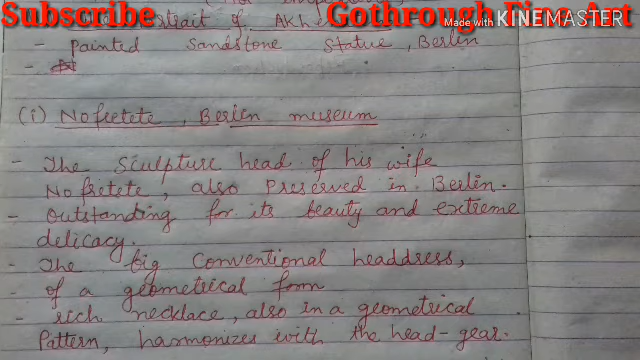 Subscribe Gothrough Fine Art
Made with KINEMASTER
trait of Akh
- Painted Sandstone Statue, Berlin
(i) Nofretete, Berlin museum
- The Sculpture head of his wife
Nofretete, also Preserved in Berlin.
- Outstanding for its beauty and extreme
delicacy.
- The big Conventional headdress,
- of a geometrical form
- rich necklace, also in a geometrical
Pattern, harmonizes with the head-gear.